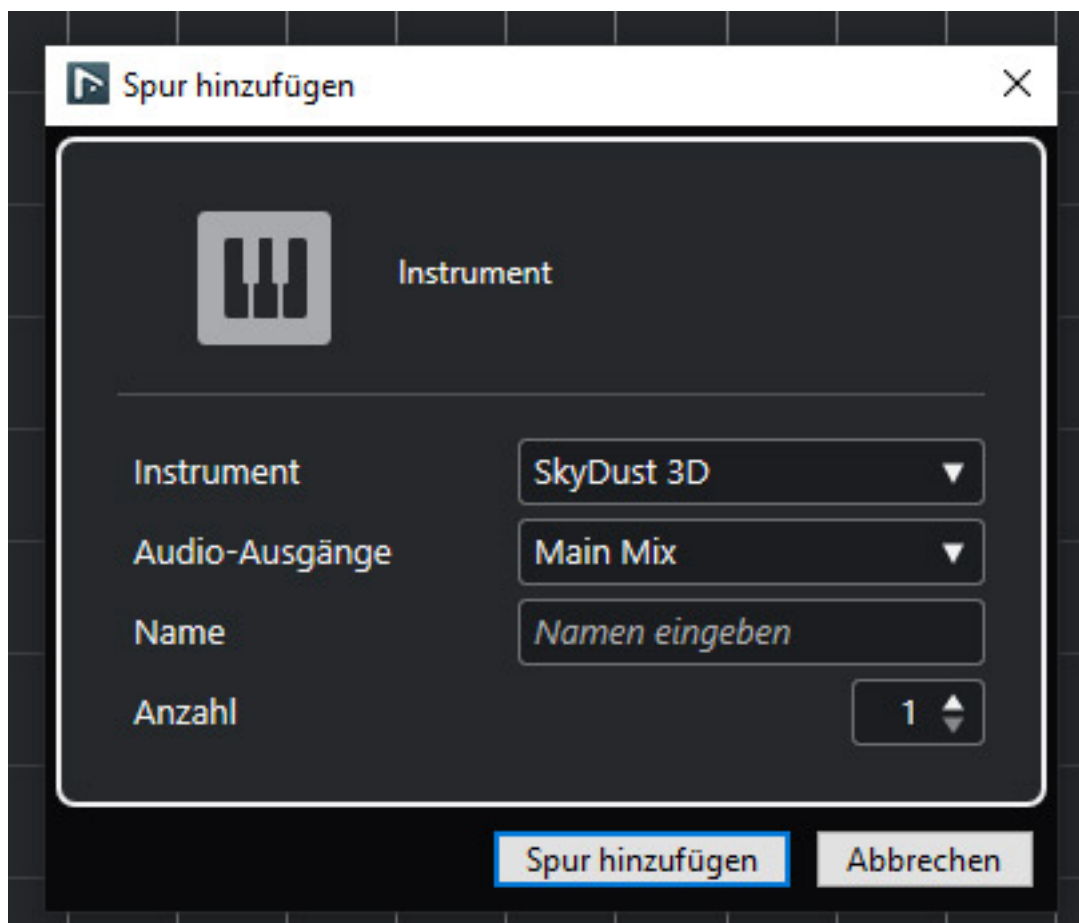 Spur hinzufügen
Instrument
Instrument SkyDust 3D
Audio-Ausgänge Main Mix
Name Namen eingeben
Anzahl 1
Spur hinzufügen Abbrechen